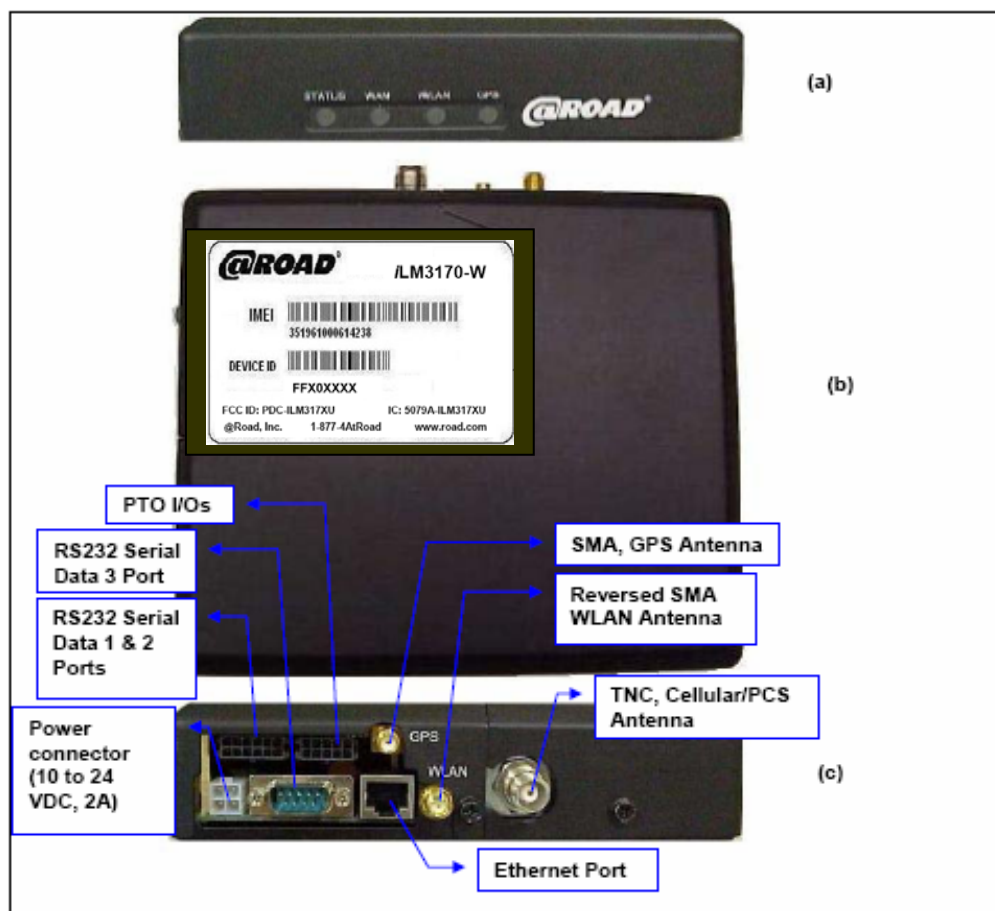 (a)
STATUS WAN WLAN GPS
@ROAD®
(b)
@ROAD® iLM3170-W
IMEI
351961000614238
DEVICE ID
FFX0XXXX
FCC ID: PDC-ILM317XU IC: 5079A-ILM317XU
@Road, Inc. 1-877-4AtRoad www.road.com
PTO I/Os
RS232 Serial
Data 3 Port
RS232 Serial
Data 1 & 2
Ports
Power
connector
(10 to 24
VDC, 2A)
SMA, GPS Antenna
Reversed SMA
WLAN Antenna
TNC, Cellular/PCS
Antenna
GPS
WLAN
(c)
Ethernet Port